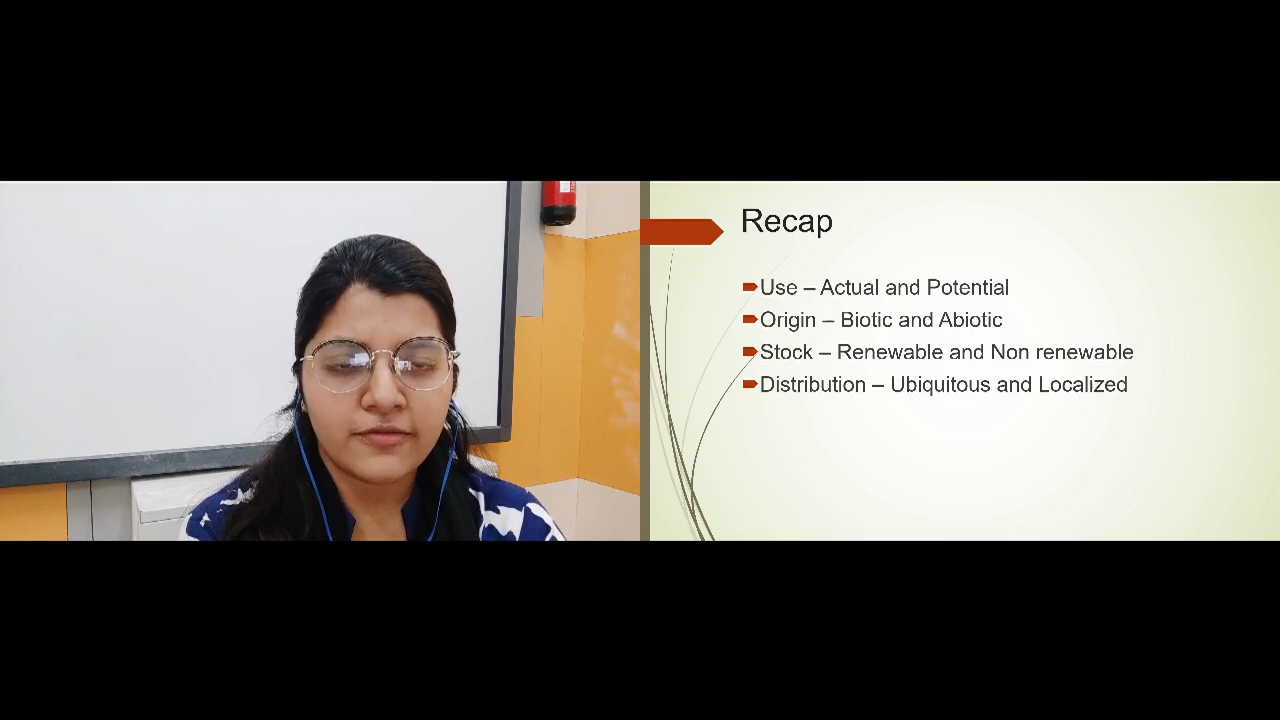 Recap
Use – Actual and Potential
Origin – Biotic and Abiotic
Stock – Renewable and Non renewable
Distribution – Ubiquitous and Localized